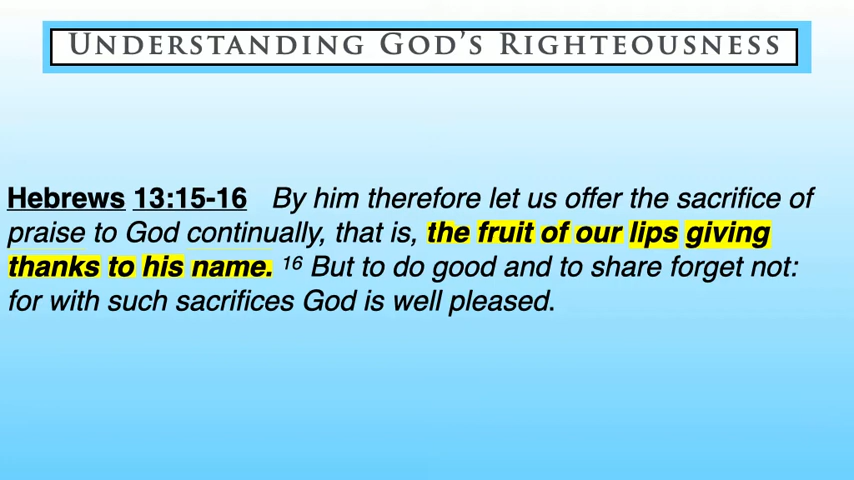 Understanding God's Righteousness
Hebrews 13:15-16 By him therefore let us offer the sacrifice of
praise to God continually, that is, the fruit of our lips giving
thanks to his name. 16 But to do good and to share forget not:
for with such sacrifices God is well pleased.